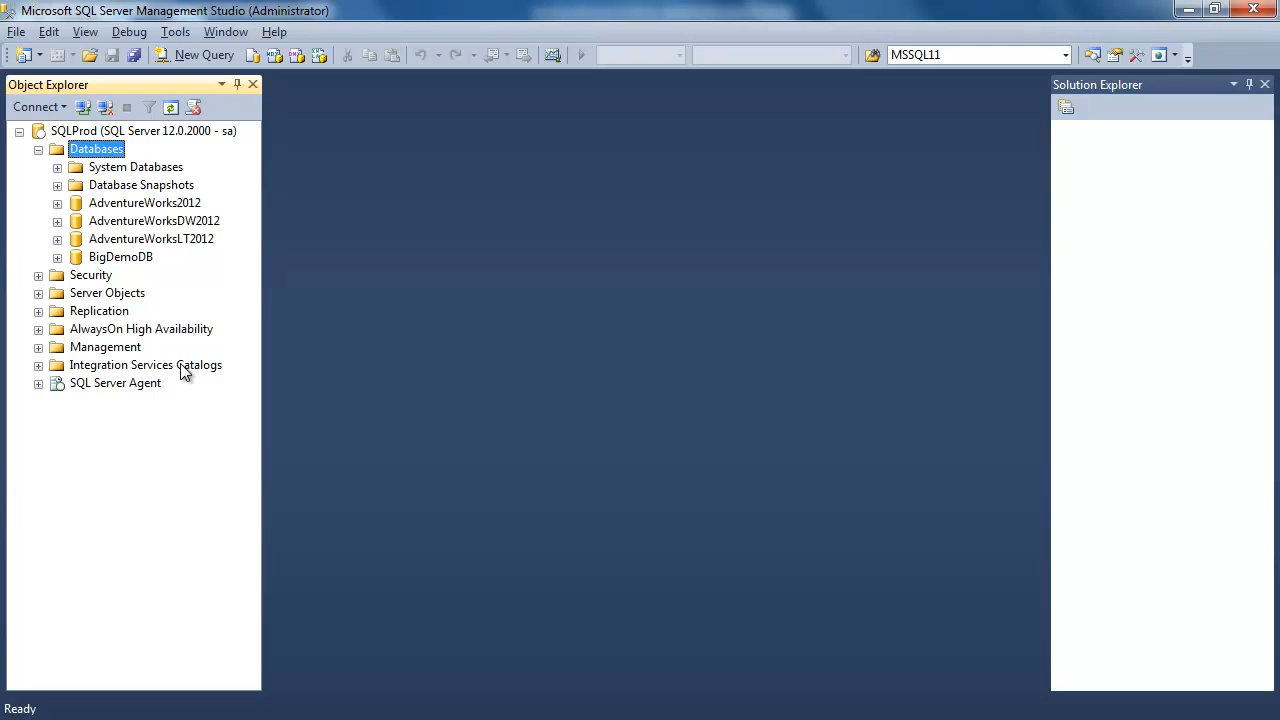 Microsoft SQL Server Management Studio (Administrator)
File Edit View Debug Tools Window Help
New Query MSSQL11
Object Explorer
Solution Explorer
Connect
SQLProd (SQL Server 12.0.2000 - sa)
Databases
System Databases
Database Snapshots
AdventureWorks2012
AdventureWorksDW2012
AdventureWorksLT2012
BigDemoDB
Security
Server Objects
Replication
AlwaysOn High Availability
Management
Integration Services Catalogs
SQL Server Agent
Ready